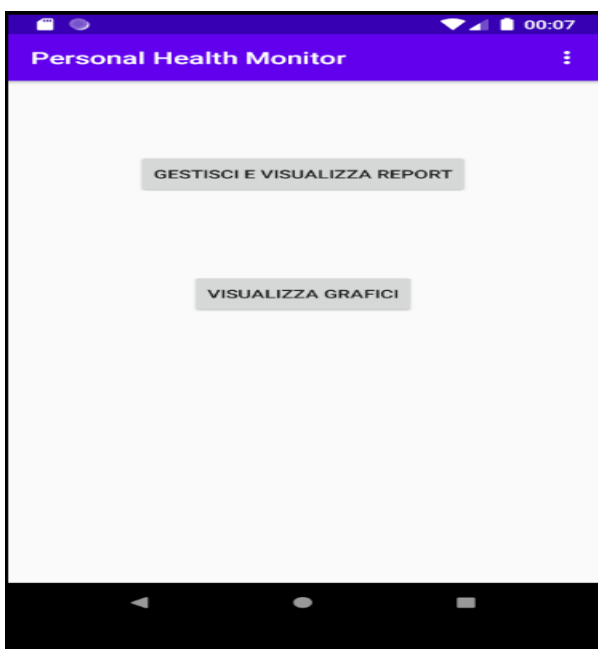 00:07
Personal Health Monitor
GESTISCI E VISUALIZZA REPORT
VISUALIZZA GRAFICI